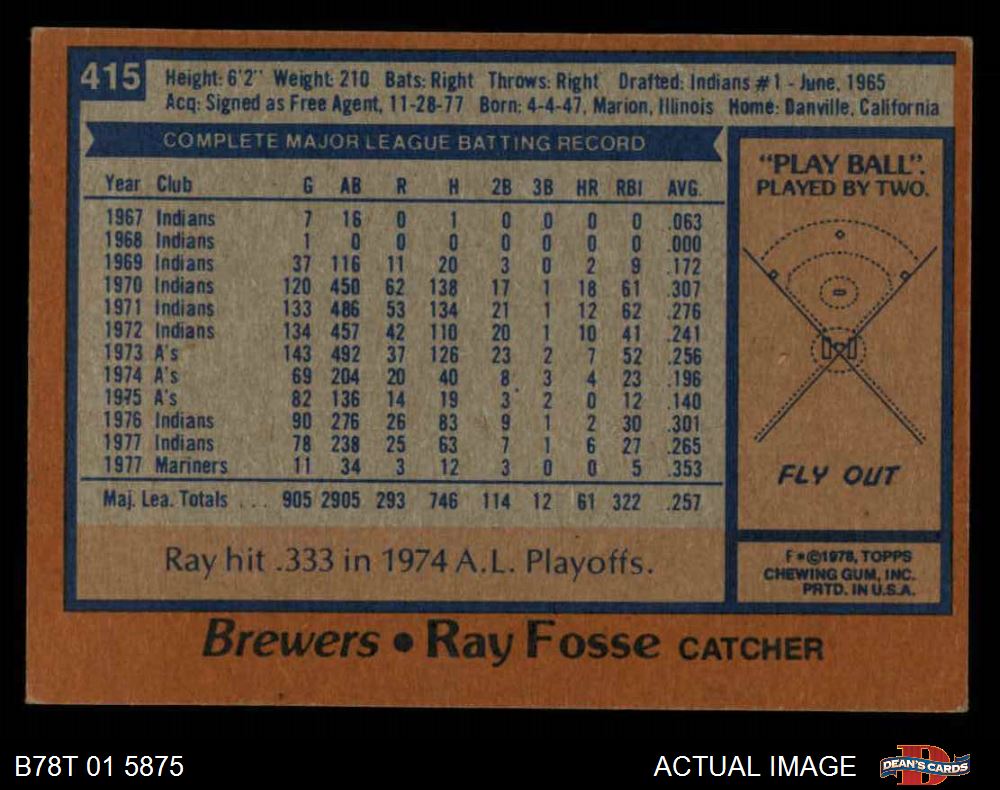 415
Height: 6'2" Weight: 210 Bats: Right Throws: Right Drafted: Indians #1 - June, 1965
Acq: Signed as Free Agent, 11-28-77 Born: 4-4-47, Marion, Illinois Home: Danville, California
COMPLETE MAJOR LEAGUE BATTING RECORD
Year Club G AB R H 2B 3B HR RBI AVG.
1967 Indians 7 16 0 1 0 0 0 0 .063
1968 Indians 1 0 0 0 0 0 0 0 .000
1969 Indians 37 116 11 20 3 0 2 9 .172
1970 Indians 120 450 62 138 17 1 18 61 .307
1971 Indians 133 486 53 134 21 1 12 62 .276
1972 Indians 134 457 42 110 20 1 10 41 .241
1973 A's 143 492 37 126 23 2 7 52 .256
1974 A's 69 204 20 40 8 3 4 23 .196
1975 A's 82 136 14 19 3 2 0 12 .140
1976 Indians 90 276 26 83 9 1 2 30 .301
1977 Indians 78 238 25 63 7 1 6 27 .265
1977 Mariners 11 34 3 12 3 0 0 5 .353
Maj. Lea. Totals .... 905 2905 293 746 114 12 61 322 .257
Ray hit .333 in 1974 A.L. Playoffs.
"PLAY BALL".
PLAYED BY TWO.
FLY OUT
F*©1978, TOPPS
CHEWING GUM, INC.
PRTD. IN U.S.A.
Brewers • Ray Fosse CATCHER
B78T 01 5875
ACTUAL IMAGE
DEAN'S CARDS